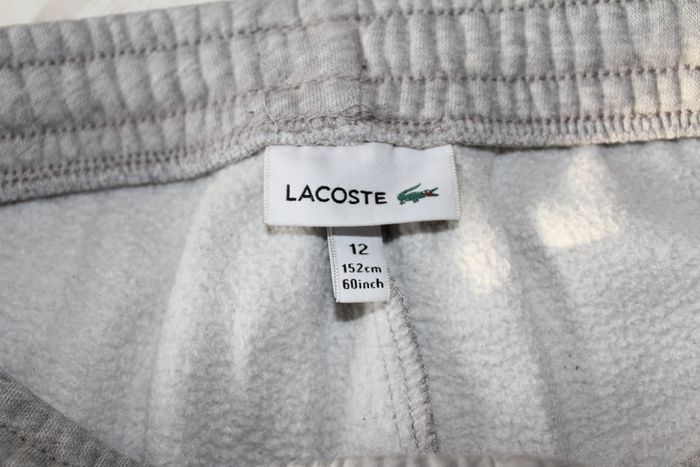 LACOSTE
12
152cm
60inch